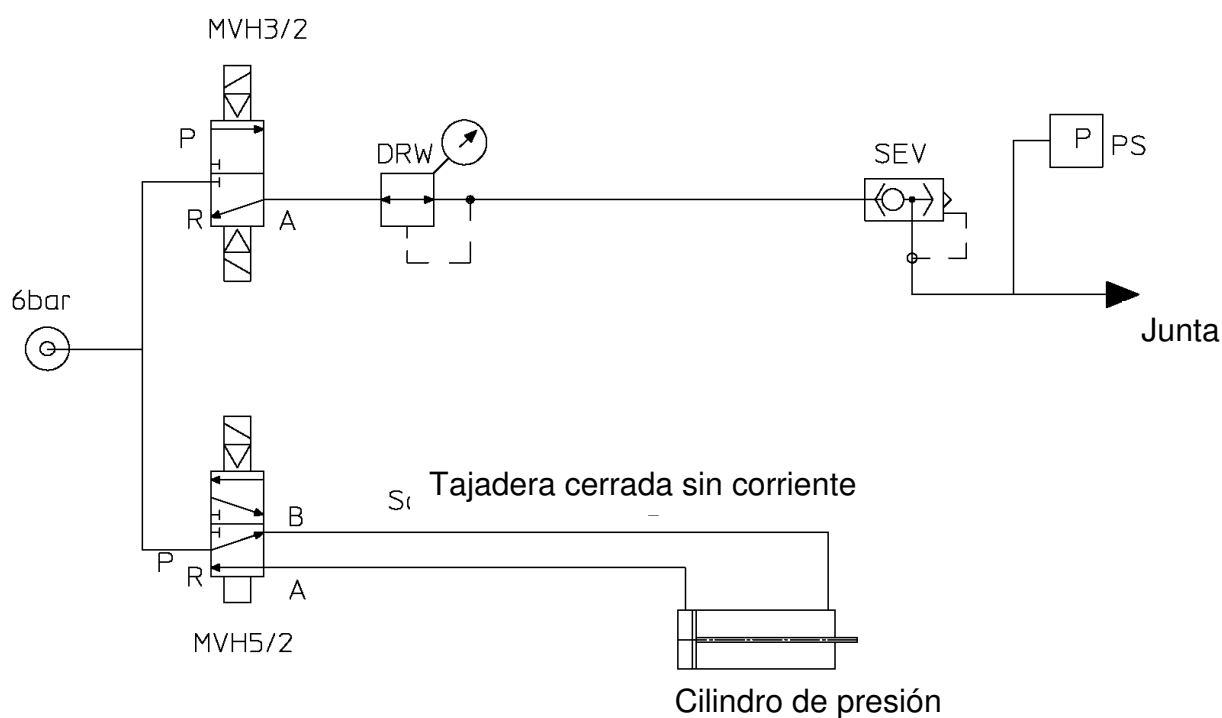 MVH3/2
P
DRW
SEV
P
PS
R
A
6bar
Junta
Tajadera cerrada sin corriente
B
P
R
A
MVH5/2
Cilindro de presión